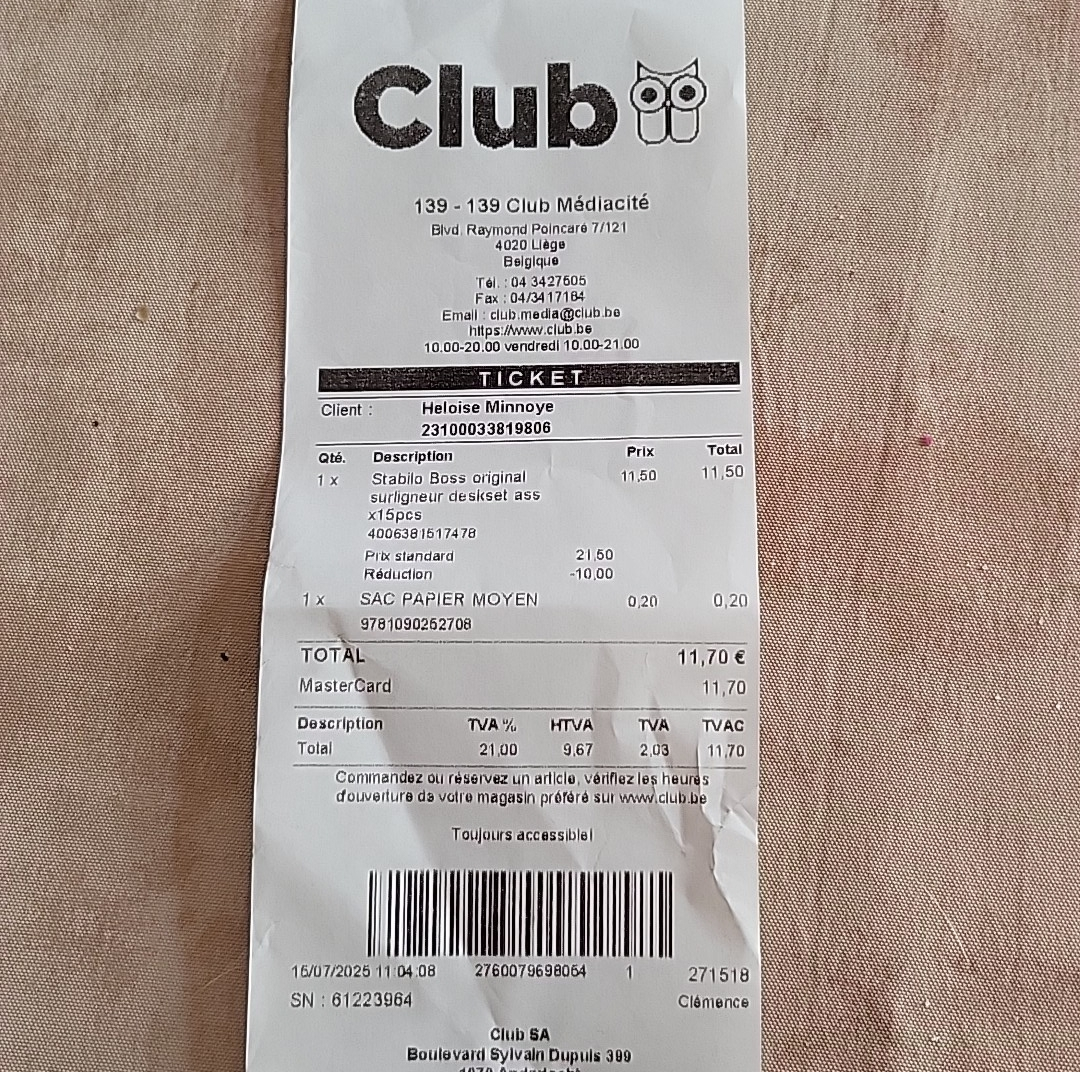 Club
139 - 139 Club Médiacité
Blvd Raymond Poincaré 7/121
4020 Liège
Belgique
Tél. : 04 3427605
Fax : 04/3417184
Email : club.media@club.be
https://www.club.be
10.00-20.00 vendredi 10.00-21.00
TICKET
Client : Heloise Minnoye
23100033819806
Qté. Description Prix Total
1 x Stabilo Boss original 11,50 11,50
surligneur deskset ass
x15pcs
4006381517478
Prix standard 21,50
Réduction -10,00
1 x SAC PAPIER MOYEN 0,20 0,20
9781090252708
TOTAL 11,70 €
MasterCard 11,70
Description TVA % HTVA TVA TVAC
Total 21,00 9,67 2,03 11,70
Commandez ou réservez un article, vérifiez les heures
d'ouverture de votre magasin préféré sur www.club.be
Toujours accessible!
15/07/2025 11:04:08 2760079698054 1 271518
SN : 61223964 Clémence
Club SA
Boulevard Sylvain Dupuis 399